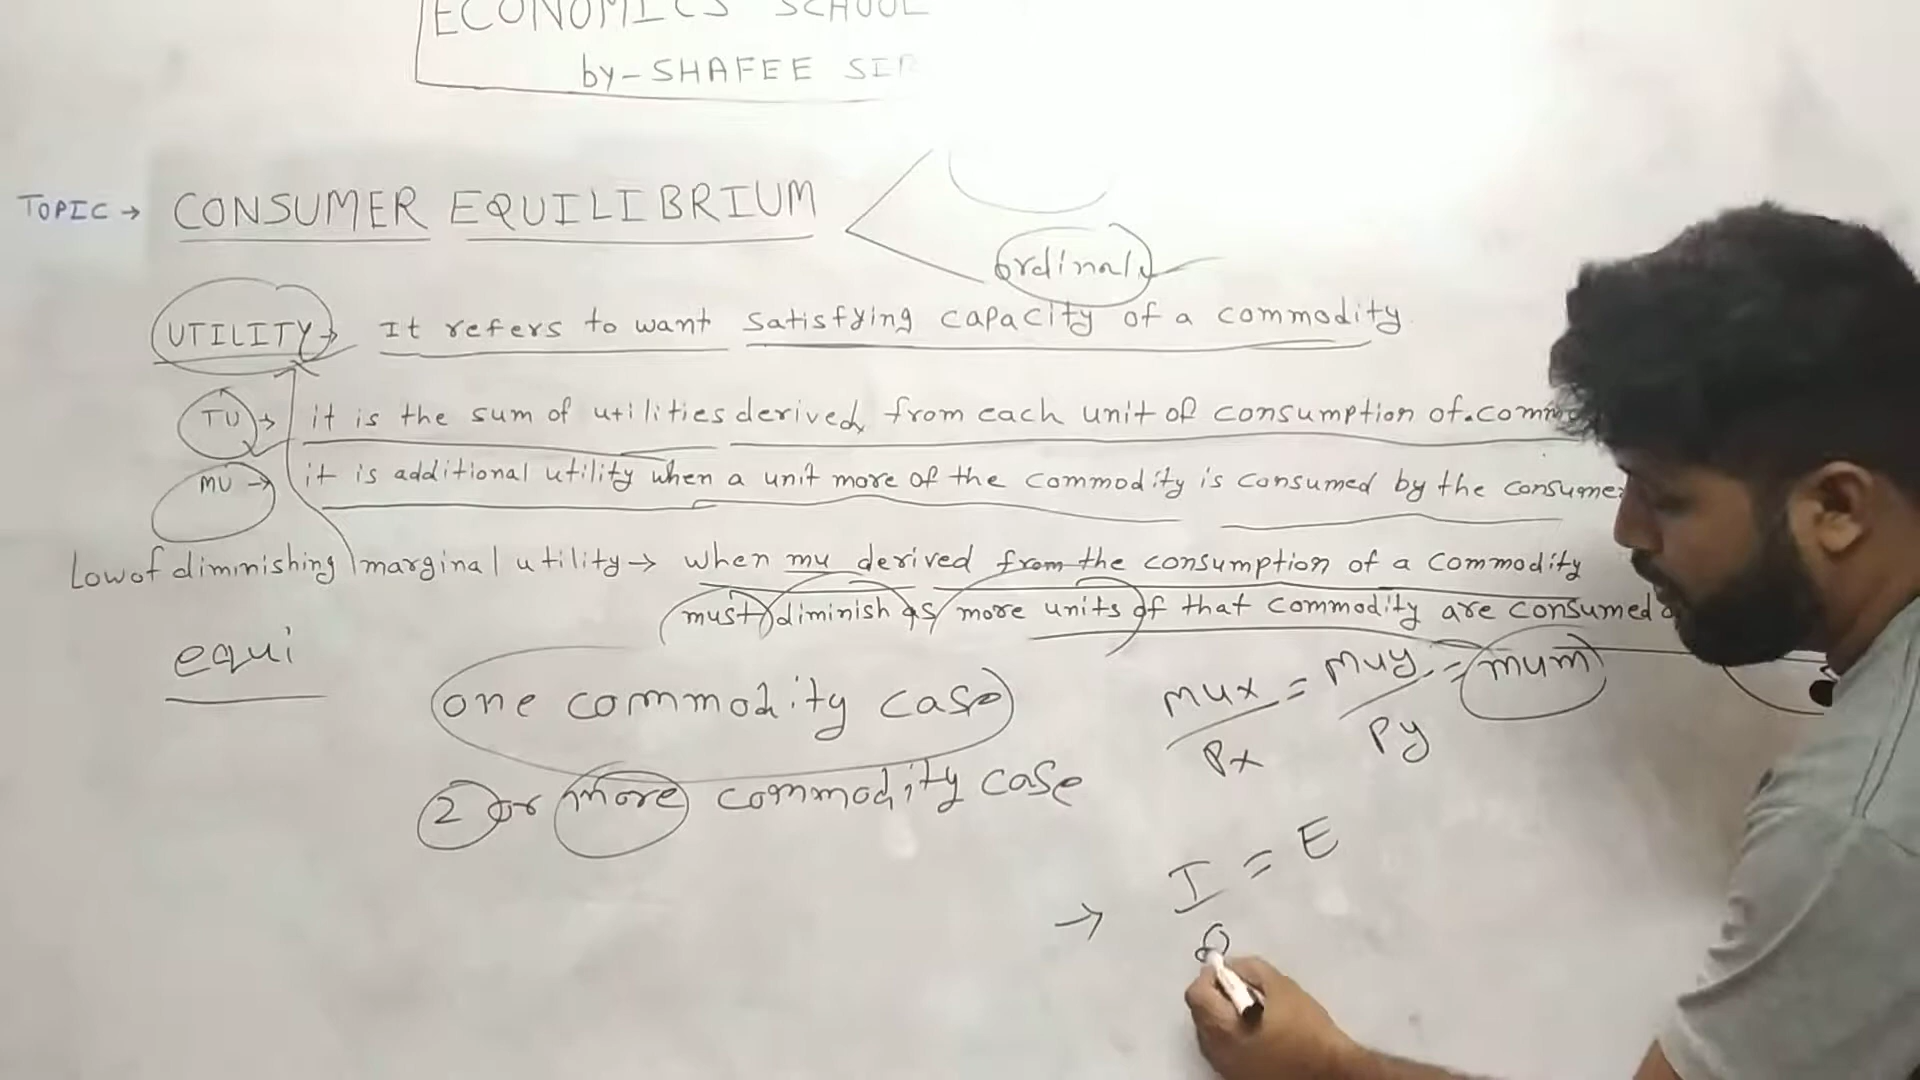 ECONOMICS SCHOOL
by-SHAFEE SIR
TOPIC → CONSUMER EQUILIBRIUM
ordinal
UTILITY → It refers to want satisfying capacity of a commodity
TU → it is the sum of utilities derived from each unit of consumption of.comm
MU → it is additional utility when a unit more of the commodity is consumed by the consumer
Low of diminishing marginal utility → when mu derived from the consumption of a commodity
must diminish as more units of that commodity are consumed
equi
one commodity case
mux/Px = muy/Py = mum
2 or more commodity case
→ I = E